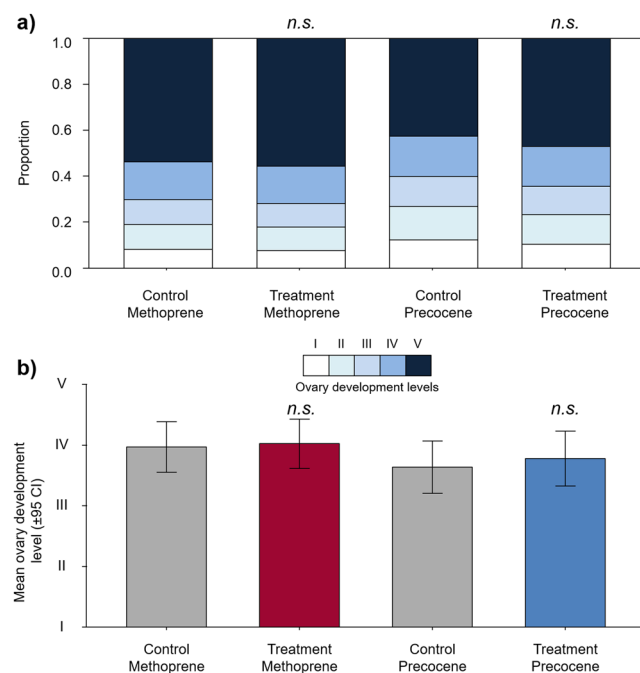 a)
n.s.
n.s.
1.0
0.8
0.6
0.4
0.2
0.0
Proportion
Control
Methoprene
Treatment
Methoprene
Control
Precocene
Treatment
Precocene
I II III IV V
Ovary development levels
b)
n.s.
n.s.
V
IV
III
II
I
Mean ovary development
level (±95 CI)
Control
Methoprene
Treatment
Methoprene
Control
Precocene
Treatment
Precocene